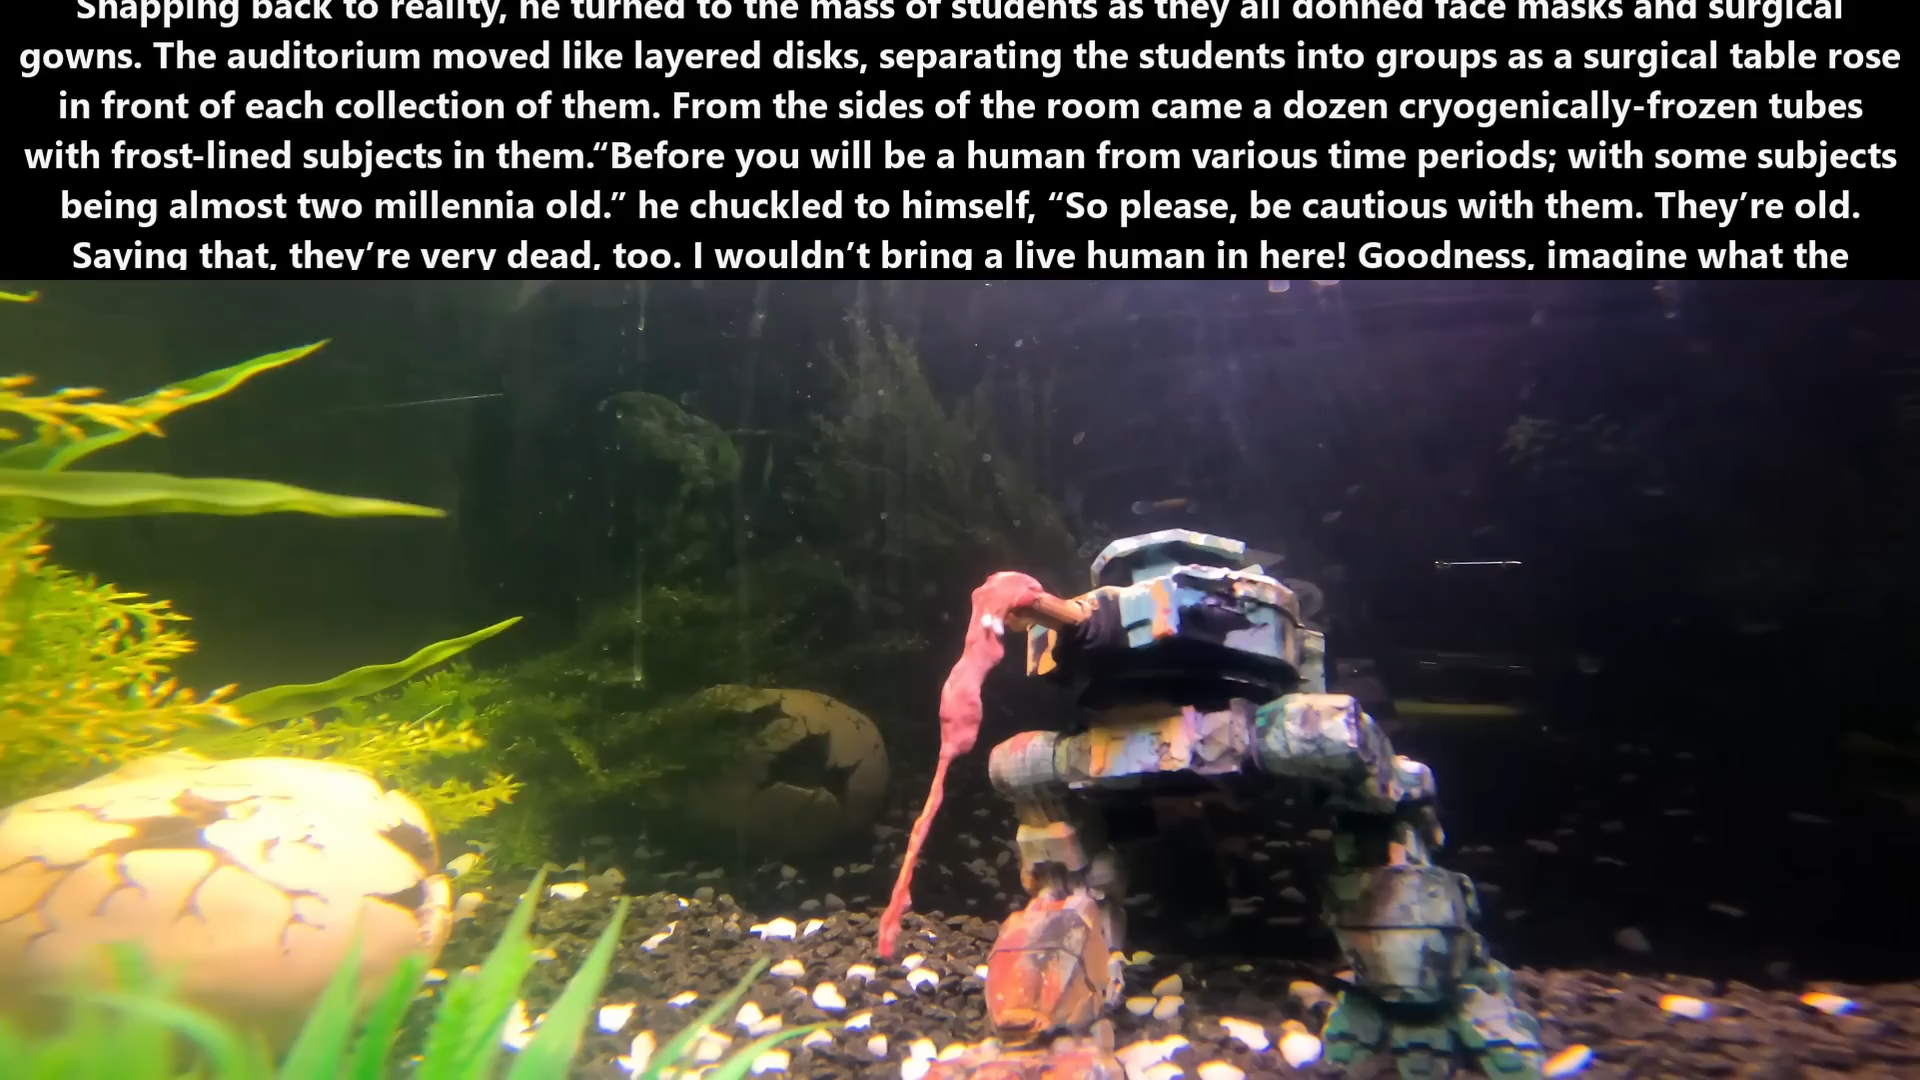 Snapping back to reality, he turned to the mass of students as they all donned face masks and surgical
gowns. The auditorium moved like layered disks, separating the students into groups as a surgical table rose
in front of each collection of them. From the sides of the room came a dozen cryogenically-frozen tubes
with frost-lined subjects in them.“Before you will be a human from various time periods; with some subjects
being almost two millennia old.” he chuckled to himself, “So please, be cautious with them. They’re old.
Saying that, they’re very dead, too. I wouldn’t bring a live human in here! Goodness, imagine what the